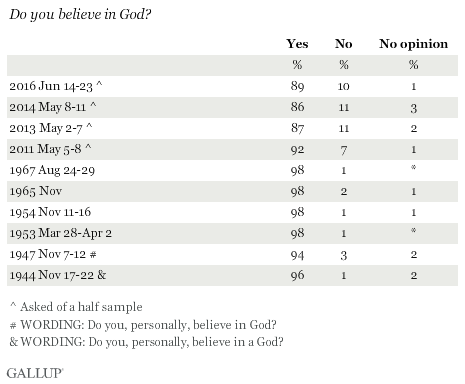 Do you believe in God?
Yes No No opinion
% % %
2016 Jun 14-23 ^ 89 10 1
2014 May 8-11 ^ 86 11 3
2013 May 2-7 ^ 87 11 2
2011 May 5-8 ^ 92 7 1
1967 Aug 24-29 98 1 *
1965 Nov 98 2 1
1954 Nov 11-16 98 1 1
1953 Mar 28-Apr 2 98 1 *
1947 Nov 7-12 # 94 3 2
1944 Nov 17-22 & 96 1 2
^ Asked of a half sample
# WORDING: Do you, personally, believe in God?
& WORDING: Do you, personally, believe in a God?
GALLUP